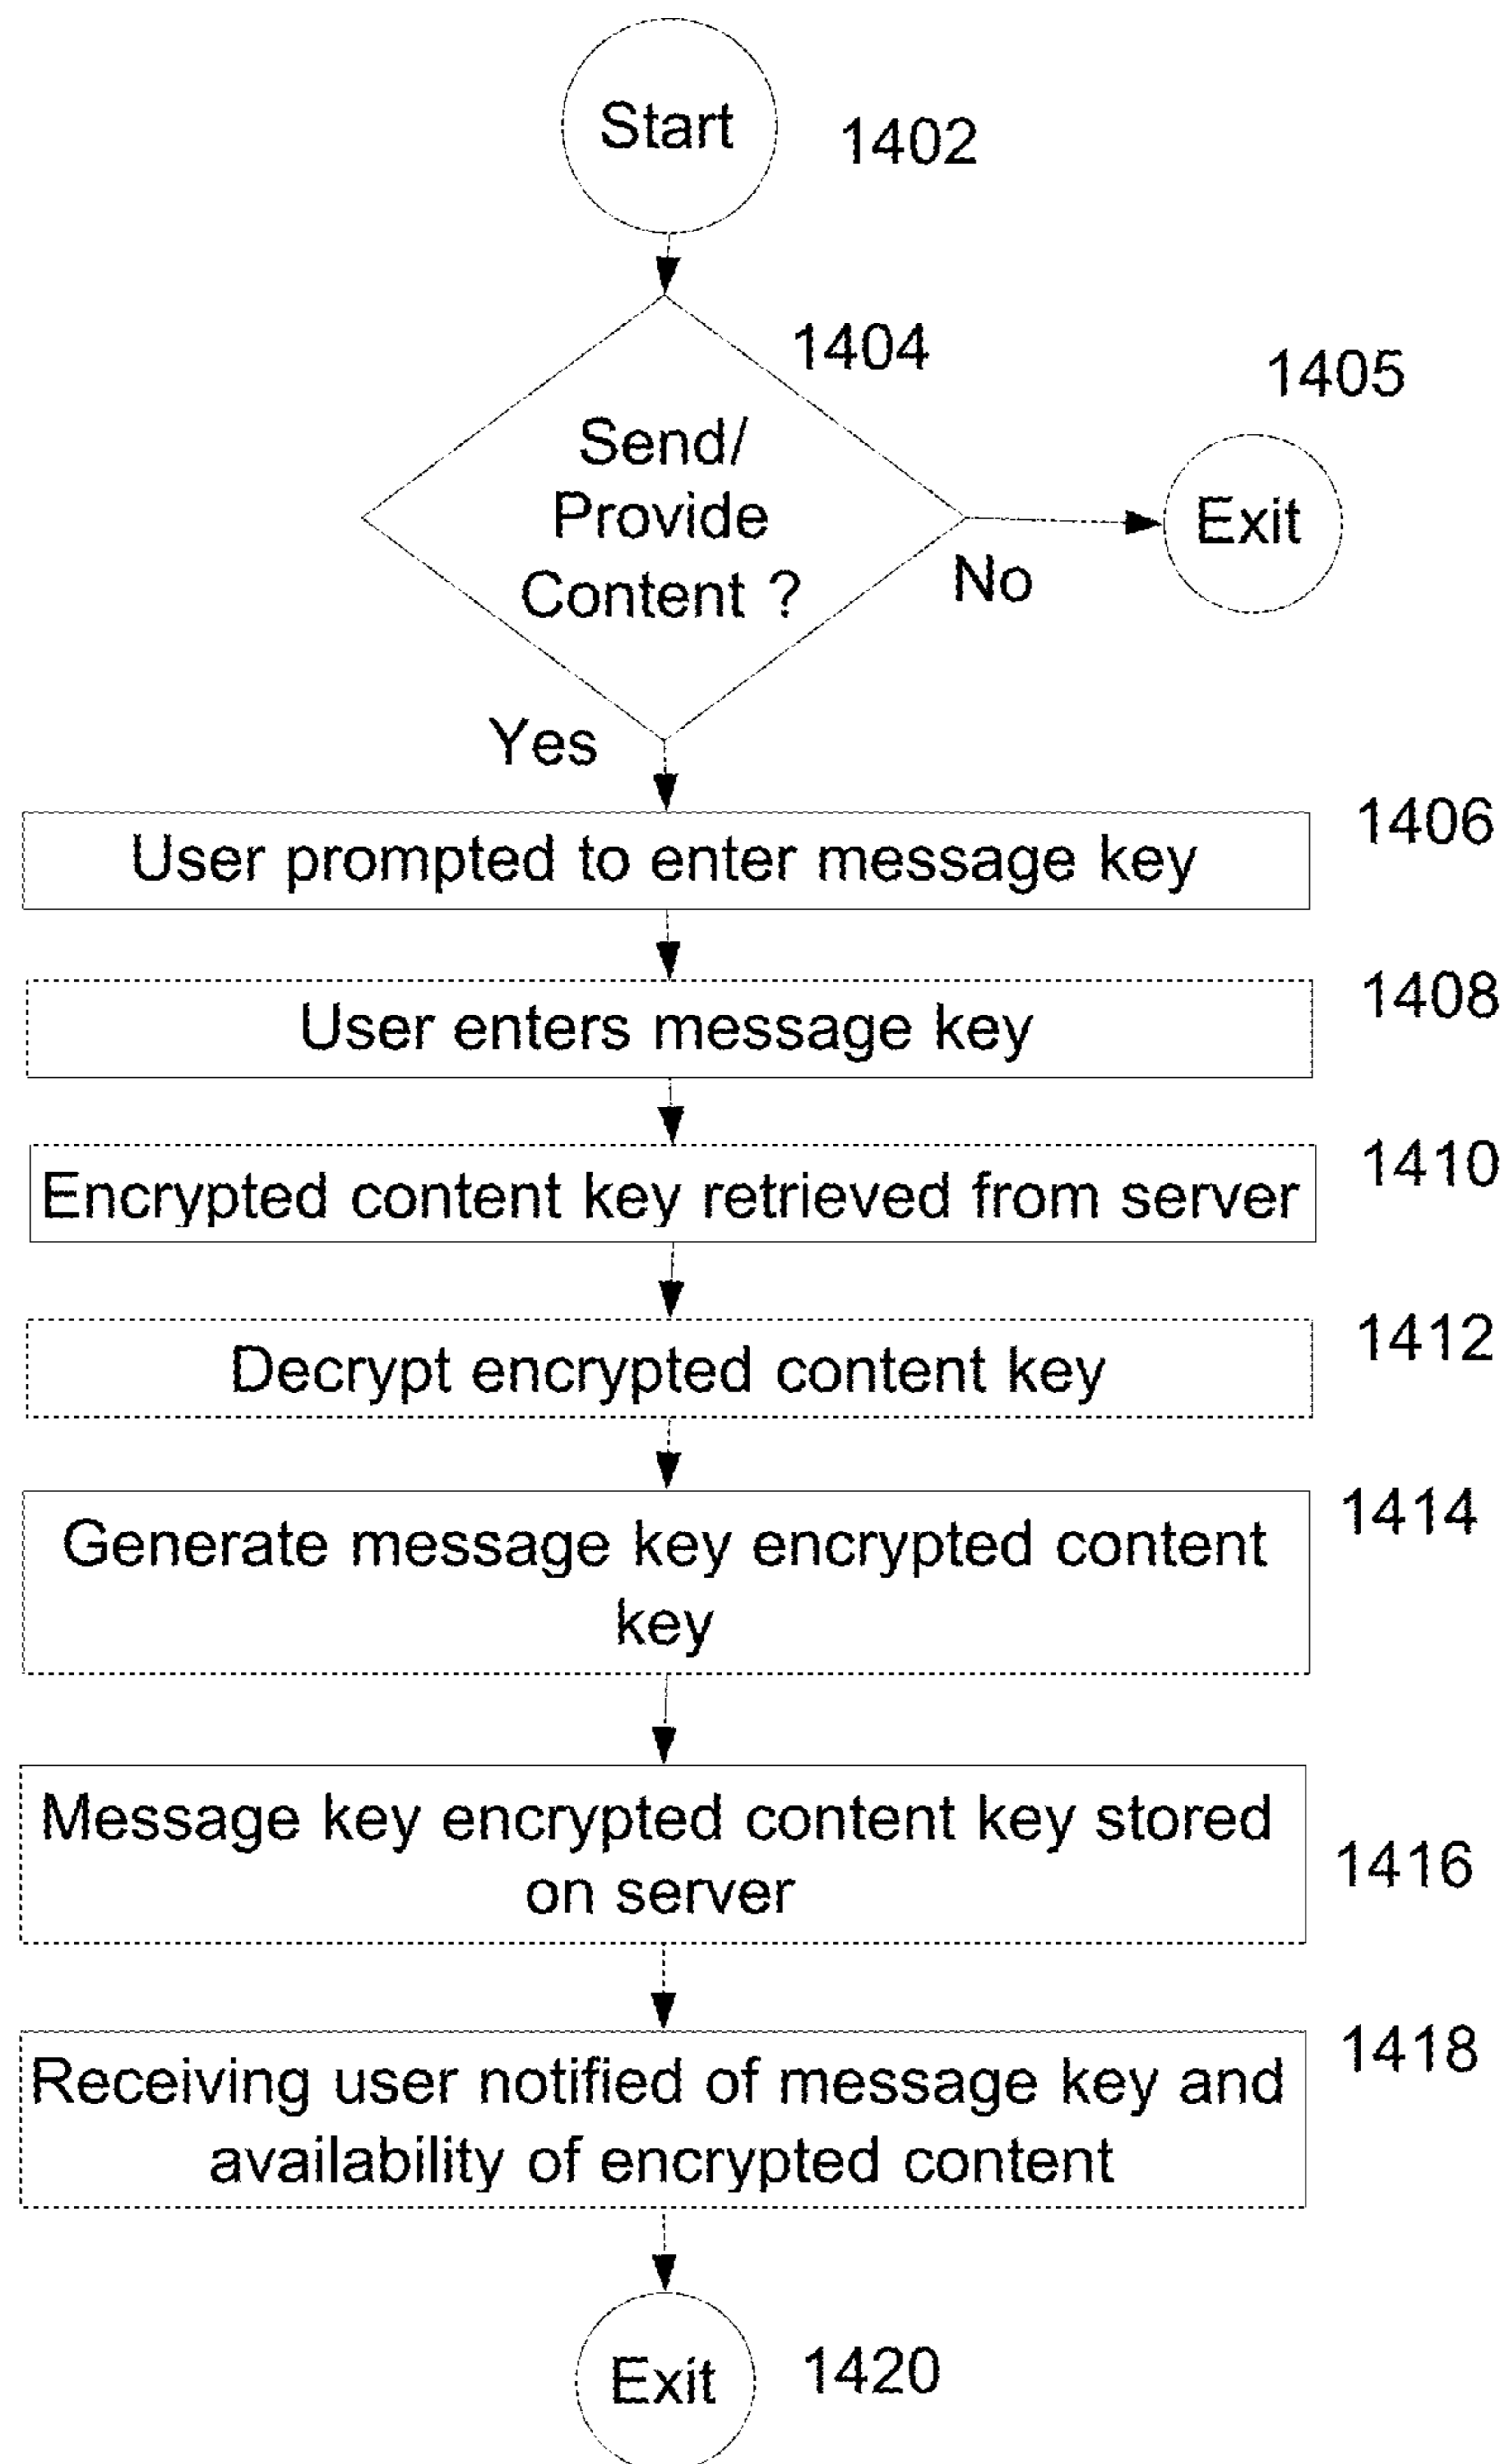 Start
1402
1404
Send/
Provide
Content ?
1405
Exit
No
Yes
User prompted to enter message key
1406
User enters message key
1408
Encrypted content key retrieved from server
1410
Decrypt encrypted content key
1412
Generate message key encrypted content
key
1414
Message key encrypted content key stored
on server
1416
Receiving user notified of message key and
availability of encrypted content
1418
Exit
1420